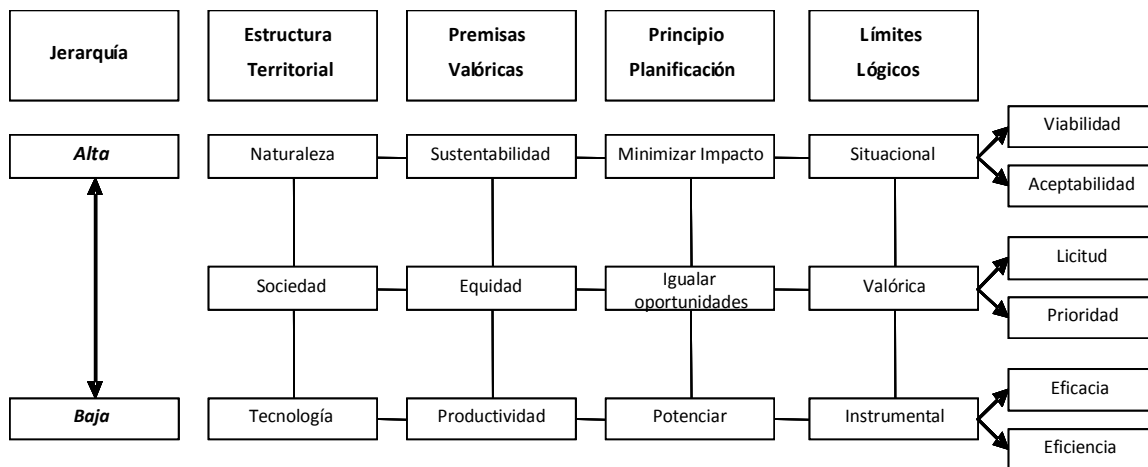 Jerarquía
Estructura
Territorial
Premisas
Valóricas
Principio
Planificación
Límites
Lógicos
Alta
Naturaleza
Sustentabilidad
Minimizar Impacto
Situacional
Viabilidad
Aceptabilidad
Sociedad
Equidad
Igualar
oportunidades
Valórica
Licitud
Prioridad
Baja
Tecnología
Productividad
Potenciar
Instrumental
Eficacia
Eficiencia